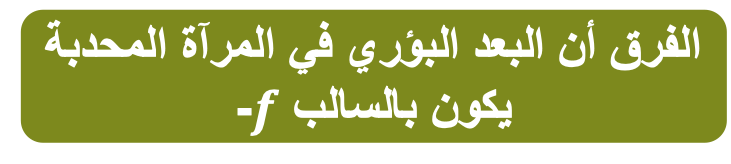 الفرق أن البعد البؤري في المرآة المحدبة
يكون بالسالب f-